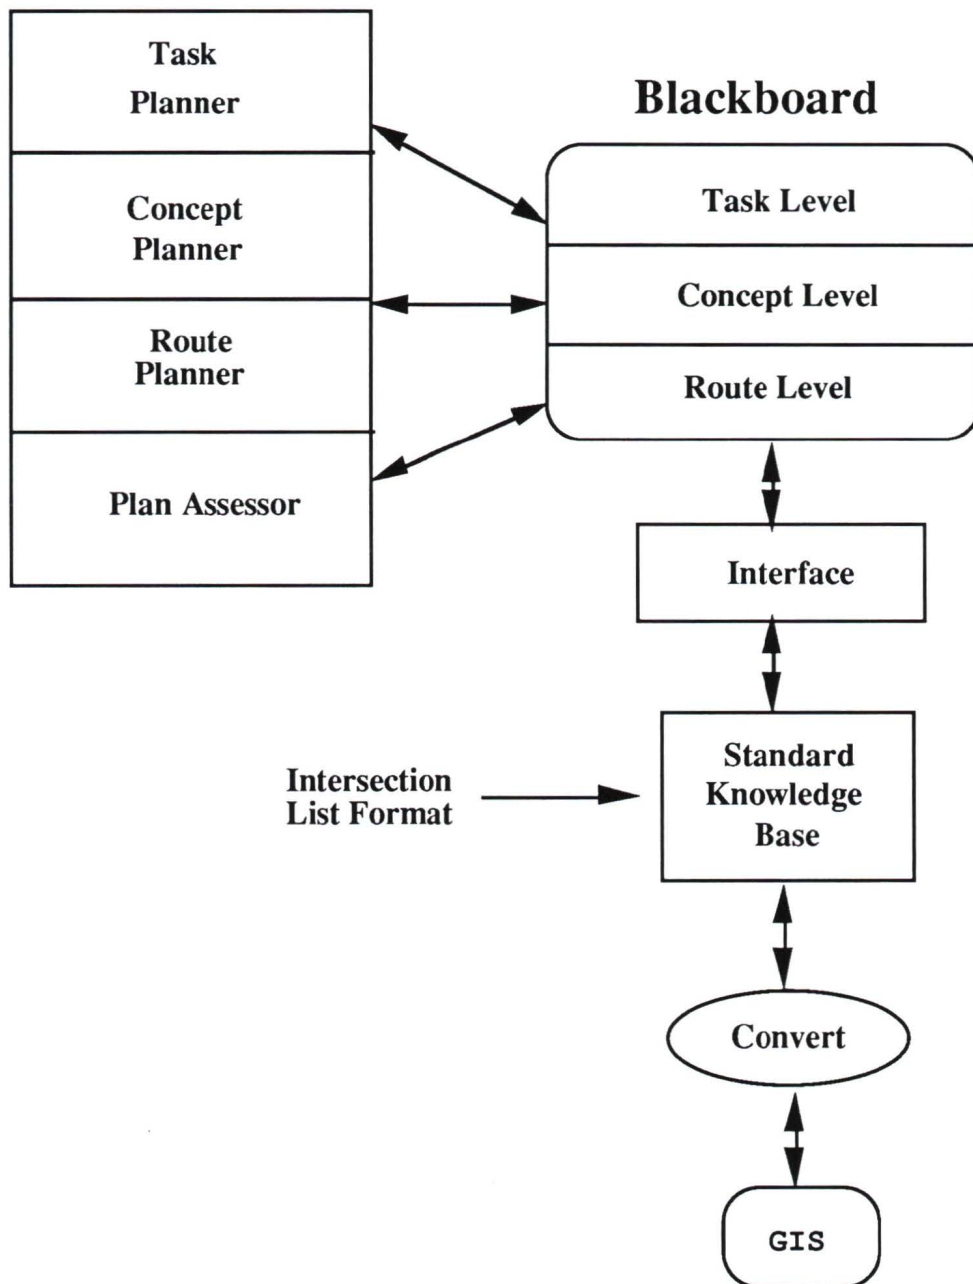 Task
Planner
Concept
Planner
Route
Planner
Plan Assessor
Blackboard
Task Level
Concept Level
Route Level
Interface
Intersection
List Format
Standard
Knowledge
Base
Convert
GIS